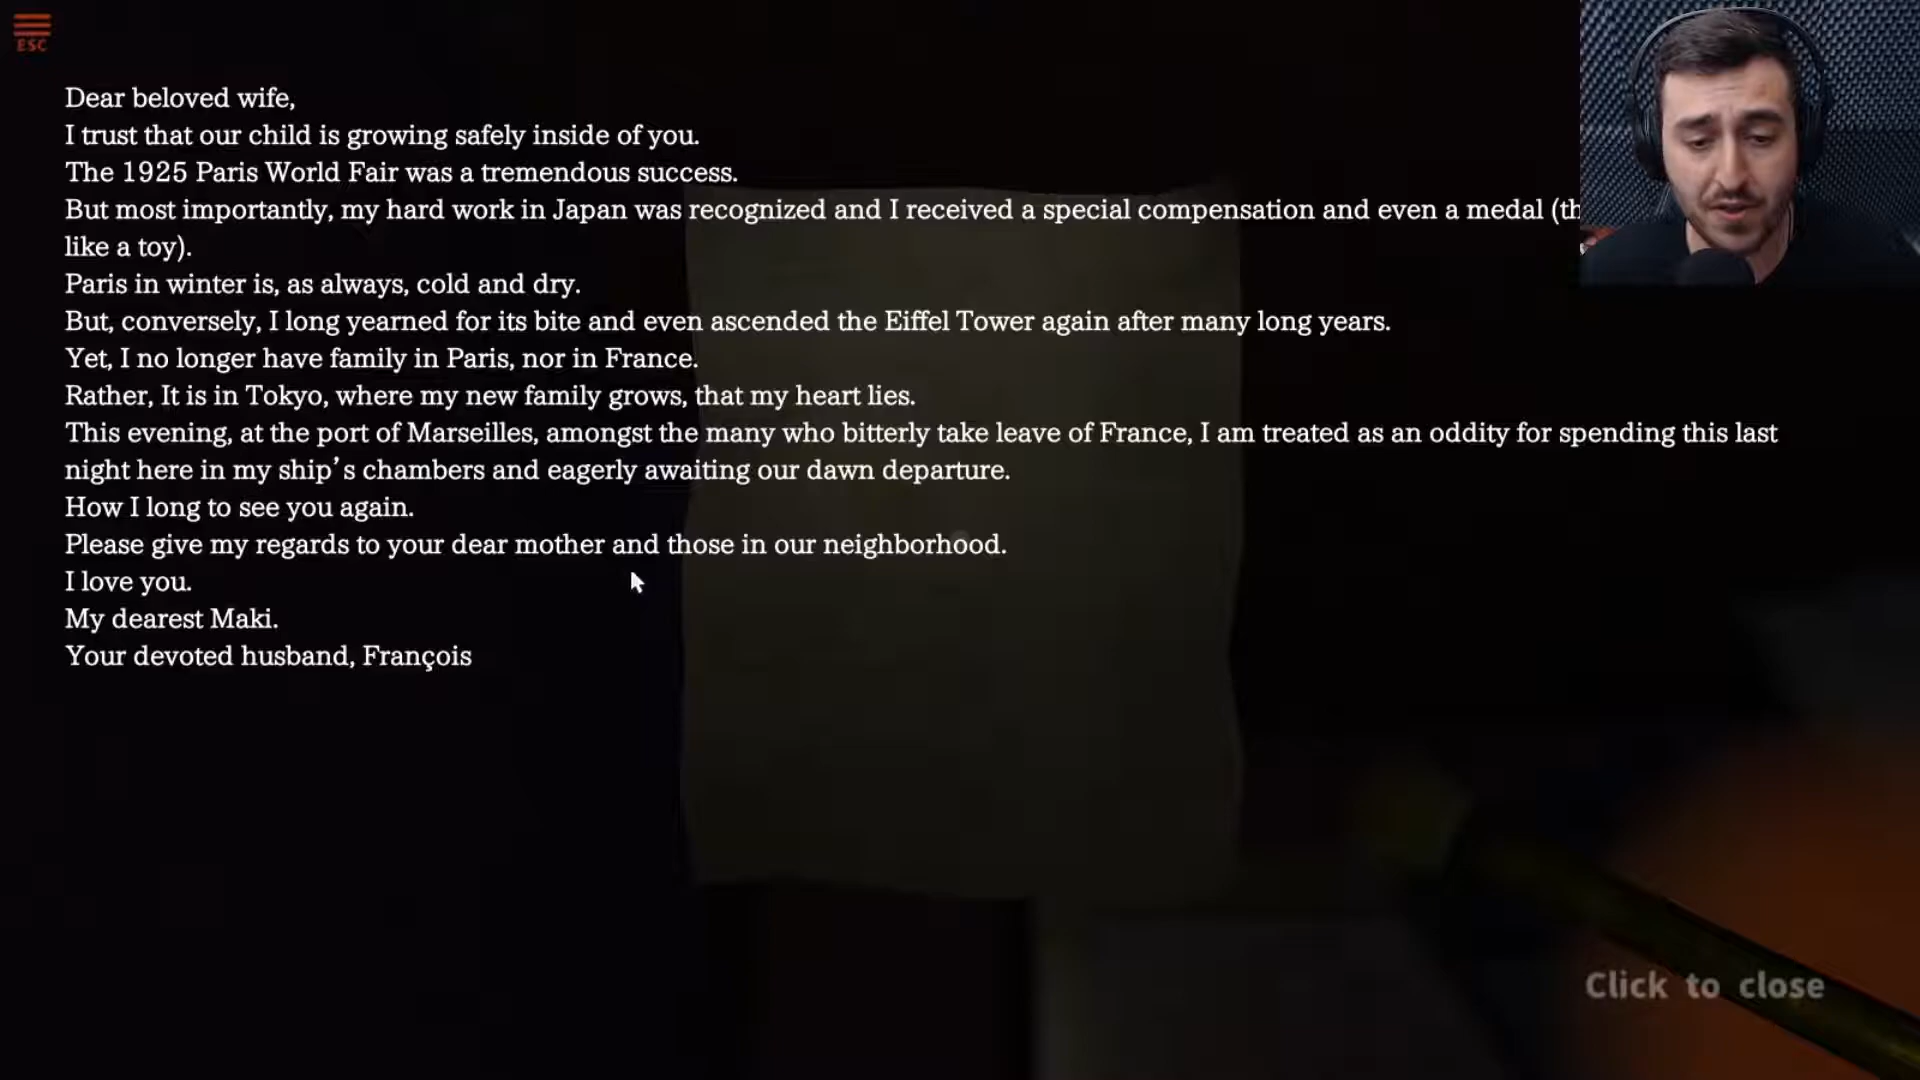 ESC
Dear beloved wife,
I trust that our child is growing safely inside of you.
The 1925 Paris World Fair was a tremendous success.
But most importantly, my hard work in Japan was recognized and I received a special compensation and even a medal
like a toy).
Paris in winter is, as always, cold and dry.
But, conversely, I long yearned for its bite and even ascended the Eiffel Tower again after many long years.
Yet, I no longer have family in Paris, nor in France.
Rather, It is in Tokyo, where my new family grows, that my heart lies.
This evening, at the port of Marseilles, amongst the many who bitterly take leave of France, I am treated as an oddity for spending this last
night here in my ship’s chambers and eagerly awaiting our dawn departure.
How I long to see you again.
Please give my regards to your dear mother and those in our neighborhood.
I love you.
My dearest Maki.
Your devoted husband, François
Click to close